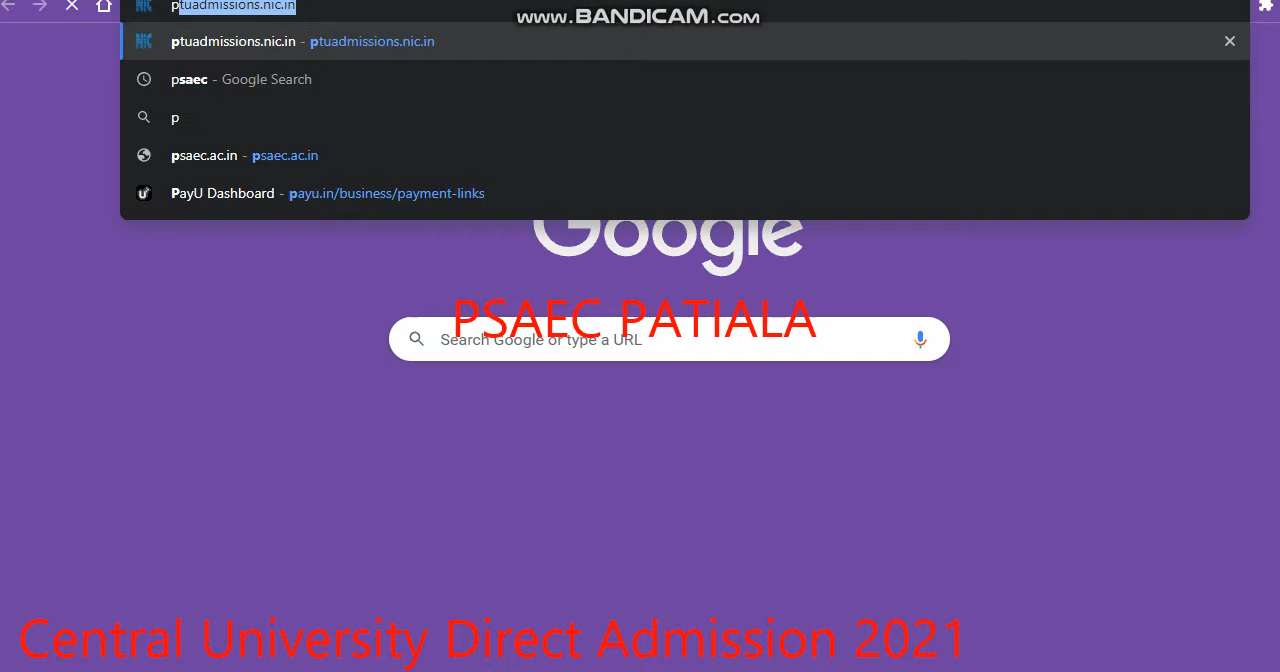 ptuadmissions.nic.in
www.BANDICAM.com
NIC ptuadmissions.nic.in - ptuadmissions.nic.in
psaec - Google Search
p
psaec.ac.in - psaec.ac.in
PayU Dashboard - payu.in/business/payment-links
Google
PSAEC PATIALA
Search Google or type a URL
Central University Direct Admission 2021